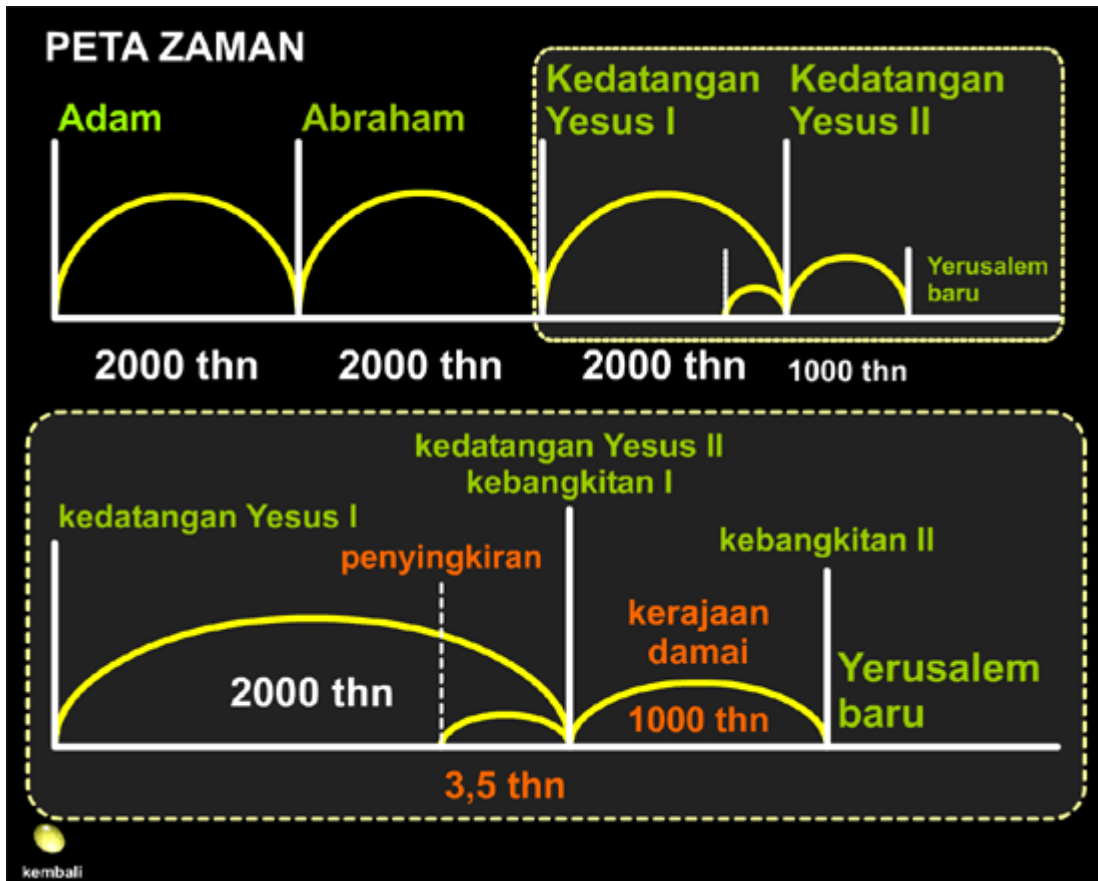 PETA ZAMAN
Adam
Abraham
Kedatangan
Yesus I
Kedatangan
Yesus II
Yerusalem
baru
2000 thn
2000 thn
2000 thn
1000 thn
kedatangan Yesus II
kebangkitan I
kedatangan Yesus I
penyingkiran
kebangkitan II
kerajaan
damai
2000 thn
1000 thn
Yerusalem
baru
3,5 thn
kembali